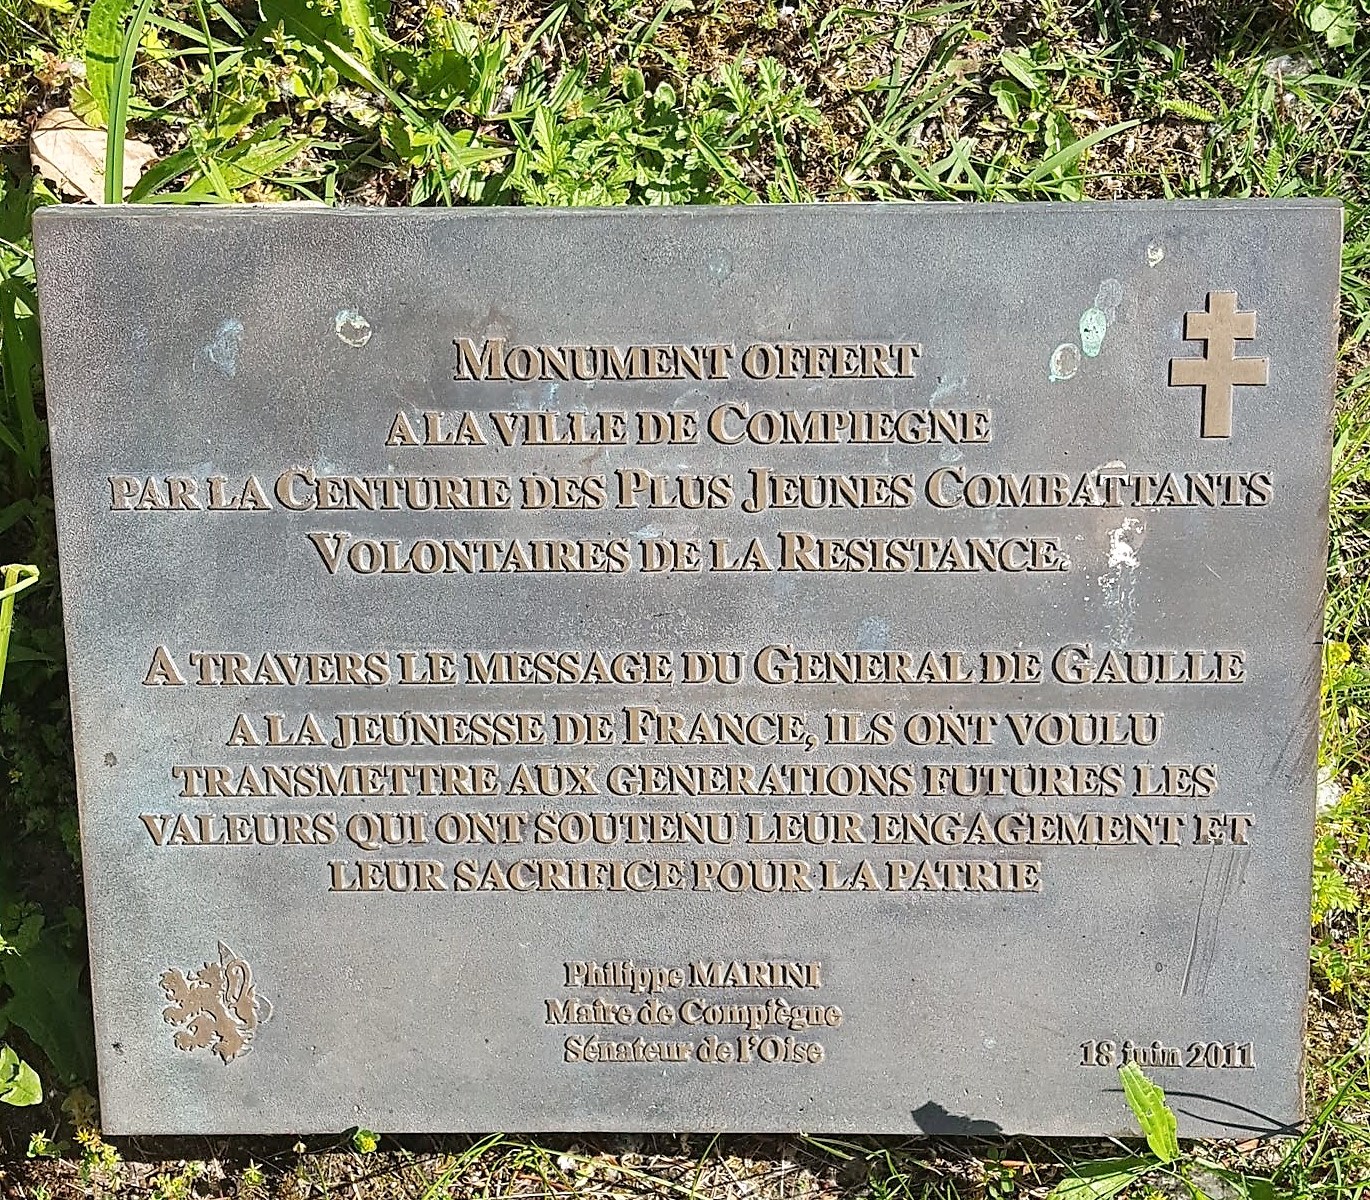 MONUMENT OFFERT
A LA VILLE DE COMPIEGNE
PAR LA CENTURIE DES PLUS JEUNES COMBATTANTS
VOLONTAIRES DE LA RESISTANCE.
A TRAVERS LE MESSAGE DU GENERAL DE GAULLE
A LA JEUNESSE DE FRANCE, ILS ONT VOULU
TRANSMETTRE AUX GENERATIONS FUTURES LES
VALEURS QUI ONT SOUTENU LEUR ENGAGEMENT ET
LEUR SACRIFICE POUR LA PATRIE
Philippe MARINI
Maire de Compiègne
Sénateur de l'Oise
18 juin 2011